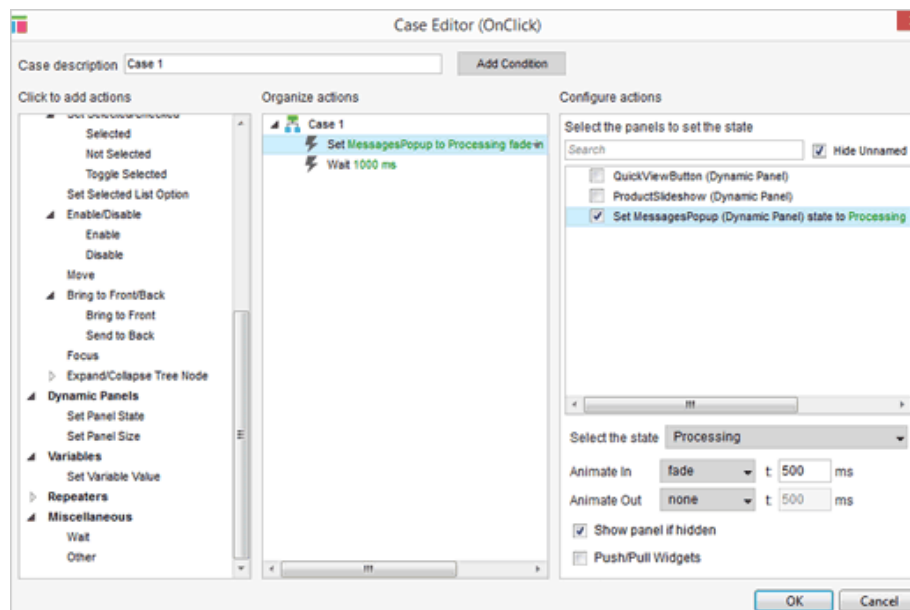 Case Editor (OnClick)
Case description Case 1 Add Condition
Click to add actions
Selected
Not Selected
Toggle Selected
Set Selected List Option
Enable/Disable
Enable
Disable
Move
Bring to Front/Back
Bring to Front
Send to Back
Focus
Expand/Collapse Tree Node
Dynamic Panels
Set Panel State
Set Panel Size
Variables
Set Variable Value
Repeaters
Miscellaneous
Wait
Other
Organize actions
Case 1
Set MessagesPopup to Processing fade in
Wait 1000 ms
Configure actions
Select the panels to set the state
Search Hide Unnamed
QuickViewButton (Dynamic Panel)
ProductSlideshow (Dynamic Panel)
Set MessagesPopup (Dynamic Panel) state to Processing
Select the state Processing
Animate In fade t: 500 ms
Animate Out none t: 500 ms
Show panel if hidden
Push/Pull Widgets
OK Cancel